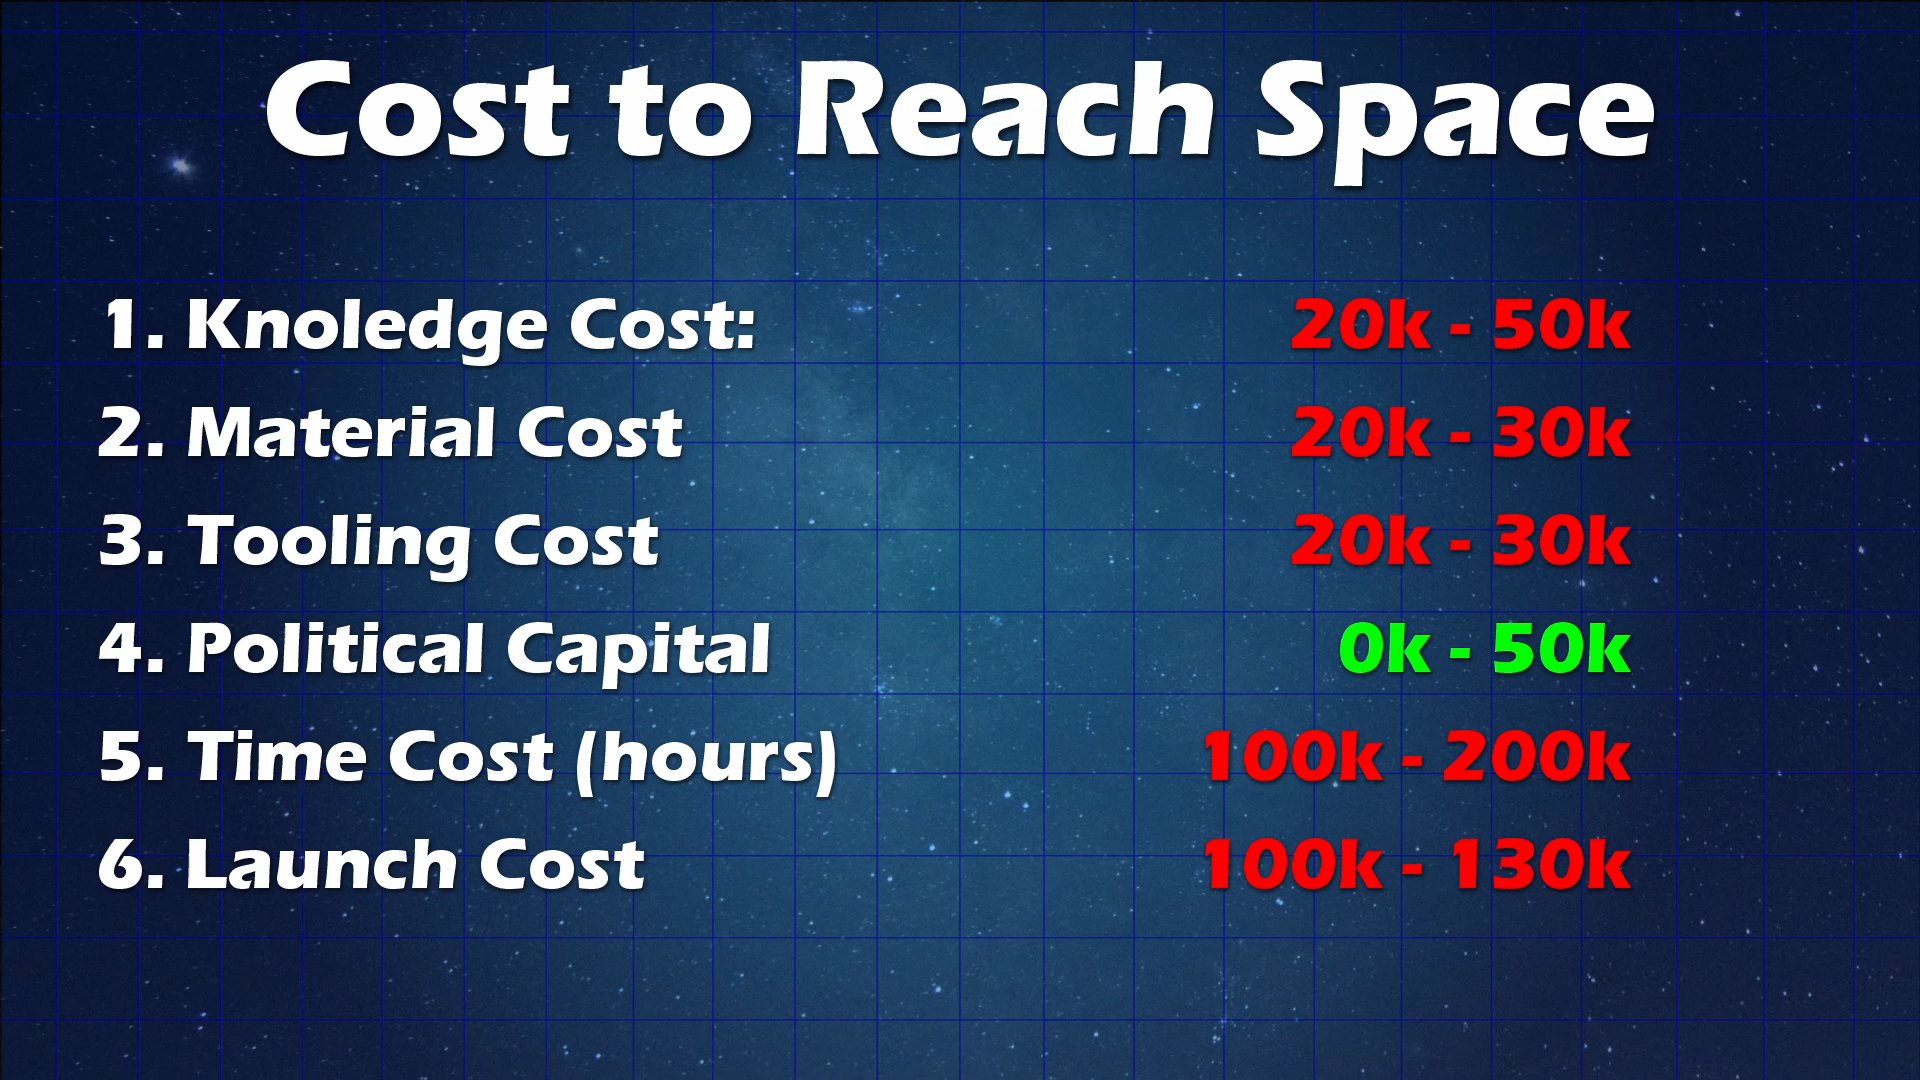 Cost to Reach Space
1. Knoledge Cost: 20k - 50k
2. Material Cost 20k - 30k
3. Tooling Cost 20k - 30k
4. Political Capital 0k - 50k
5. Time Cost (hours) 100k - 200k
6. Launch Cost 100k - 130k